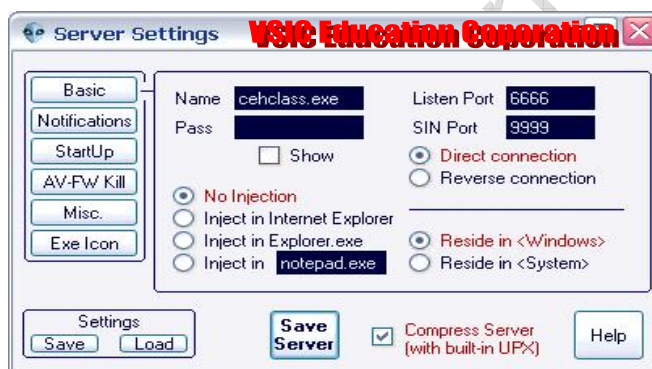 Server Settings
VSIC Education Coporation
Basic
Notifications
StartUp
AV-FW Kill
Misc.
Exe Icon
Name cehclass.exe
Pass
Show
No Injection
Inject in Internet Explorer
Inject in Explorer.exe
Inject in notepad.exe
Listen Port 6666
SIN Port 9999
Direct connection
Reverse connection
Reside in <Windows>
Reside in <System>
Settings
Save Load
Save
Server
Compress Server
(with built-in UPX)
Help